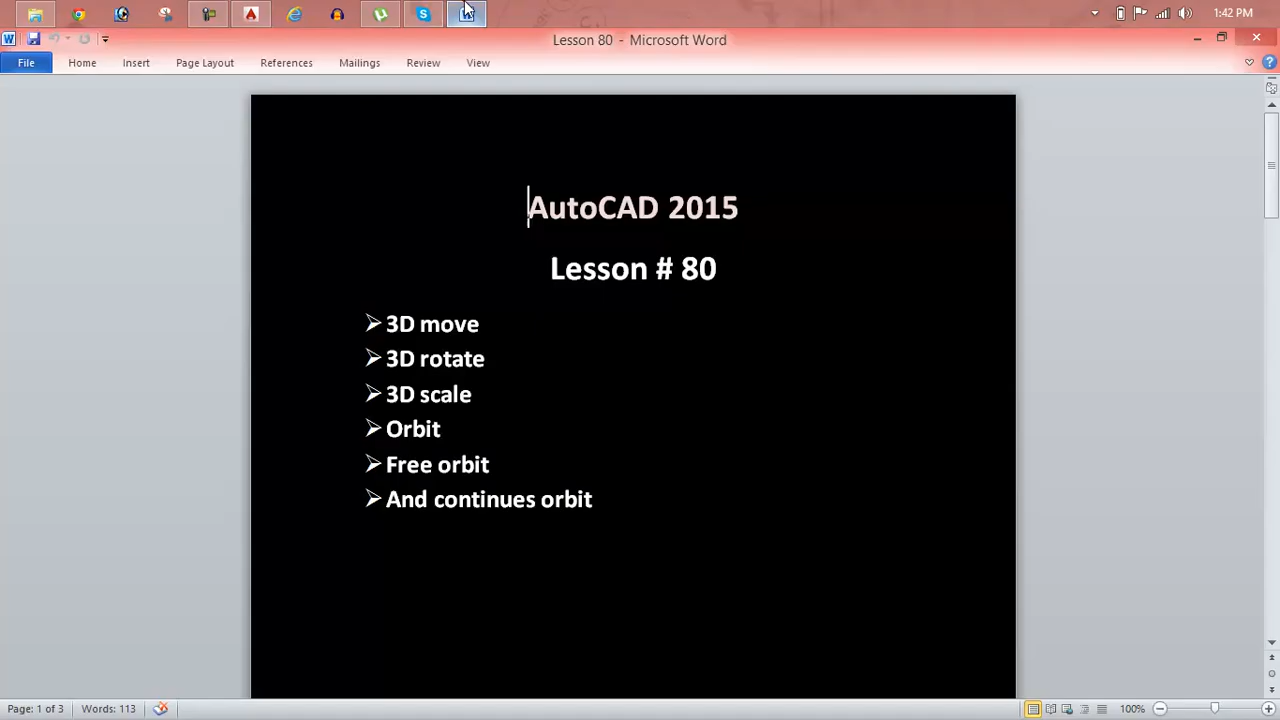 1:42 PM
Lesson 80 - Microsoft Word
File Home Insert Page Layout References Mailings Review View
AutoCAD 2015
Lesson # 80
➢ 3D move
➢ 3D rotate
➢ 3D scale
➢ Orbit
➢ Free orbit
➢ And continues orbit
Page: 1 of 3 Words: 113 100%